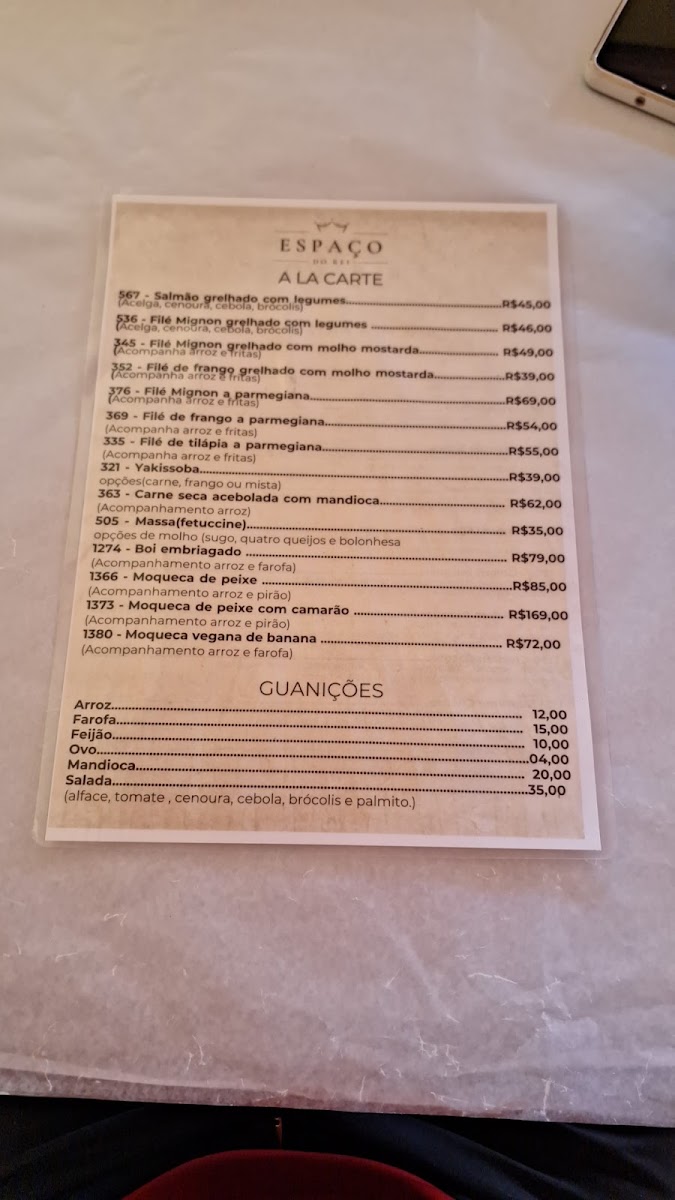 ESPAÇO
DO REI
A LA CARTE
567 - Salmão grelhado com legumes..........R$45,00
(Acelga, cenoura, cebola, brócolis)
536 - Filé Mignon grelhado com legumes .......... R$46,00
(Acelga, cenoura, cebola, brócolis)
345 - Filé Mignon grelhado com molho mostarda.......... R$49,00
(Acompanha arroz e fritas)
352 - Filé de frango grelhado com molho mostarda..........R$39,00
(Acompanha arroz e fritas)
376 - Filé Mignon a parmegiana..........R$69,00
(Acompanha arroz e fritas)
369 - Filé de frango a parmegiana..........R$54,00
(Acompanha arroz e fritas)
335 - Filé de tilápia a parmegiana..........R$55,00
(Acompanha arroz e fritas)
321 - Yakissoba..........R$39,00
opções(carne, frango ou mista)
363 - Carne seca acebolada com mandioca.......... R$62,00
(Acompanhamento arroz)
505 - Massa(fetuccine).......... R$35,00
opções de molho (sugo, quatro queijos e bolonhesa
1274 - Boi embriagado .......... R$79,00
(Acompanhamento arroz e farofa)
1366 - Moqueca de peixe ..........R$85,00
(Acompanhamento arroz e pirão)
1373 - Moqueca de peixe com camarão .......... R$169,00
(Acompanhamento arroz e pirão)
1380 - Moqueca vegana de banana .......... R$72,00
(Acompanhamento arroz e farofa)
GUANIÇÕES
Arroz.......... 12,00
Farofa.......... 15,00
Feijão.......... 10,00
Ovo..........04,00
Mandioca.......... 20,00
Salada..........35,00
(alface, tomate , cenoura, cebola, brócolis e palmito.)